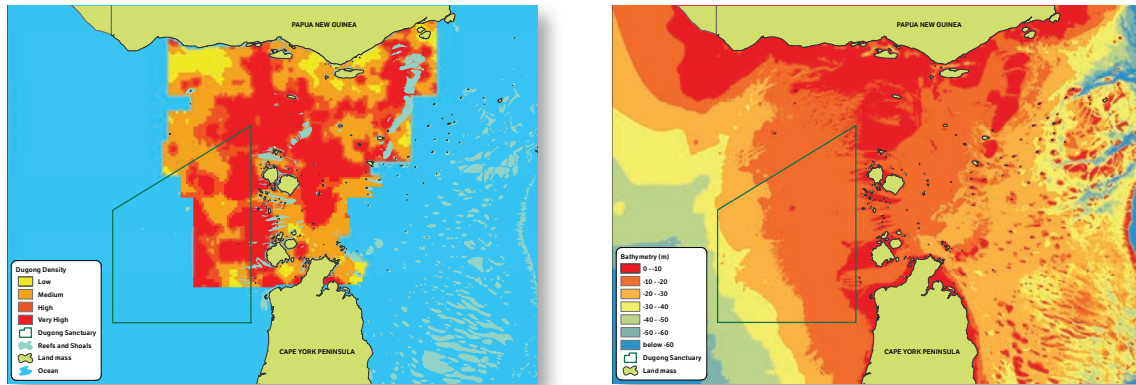 PAPUA NEW GUINEA
Dugong Density
Low
Medium
High
Very High
Dugong Sanctuary
Reefs and Shoals
Land mass
Ocean
CAPE YORK PENINSULA
PAPUA NEW GUINEA
Bathymetry (m)
0 - -10
-10 - -20
-20 - -30
-30 - -40
-40 - -50
-50 - -60
below -60
Dugong Sanctuary
Land mass
CAPE YORK PENINSULA